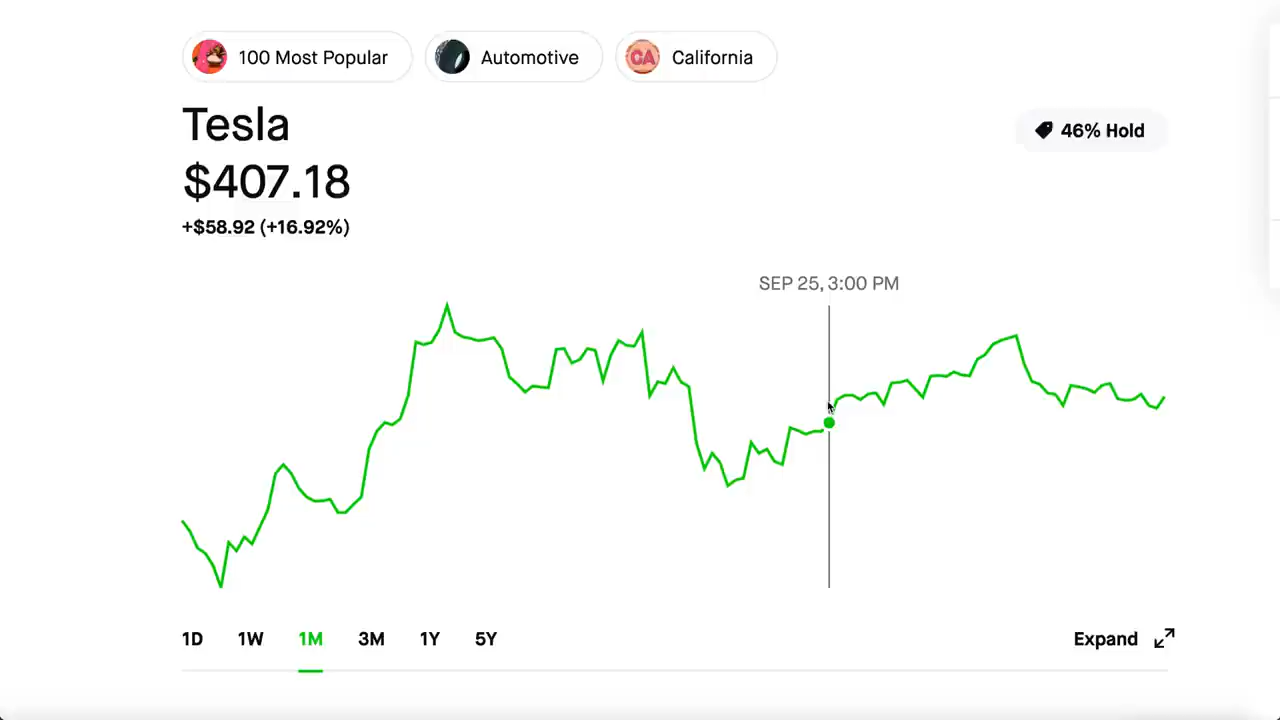 100 Most Popular
Automotive
CA
California
Tesla
46% Hold
$407.18
+$58.92 (+16.92%)
SEP 25, 3:00 PM
1D 1W 1M 3M 1Y 5Y
Expand